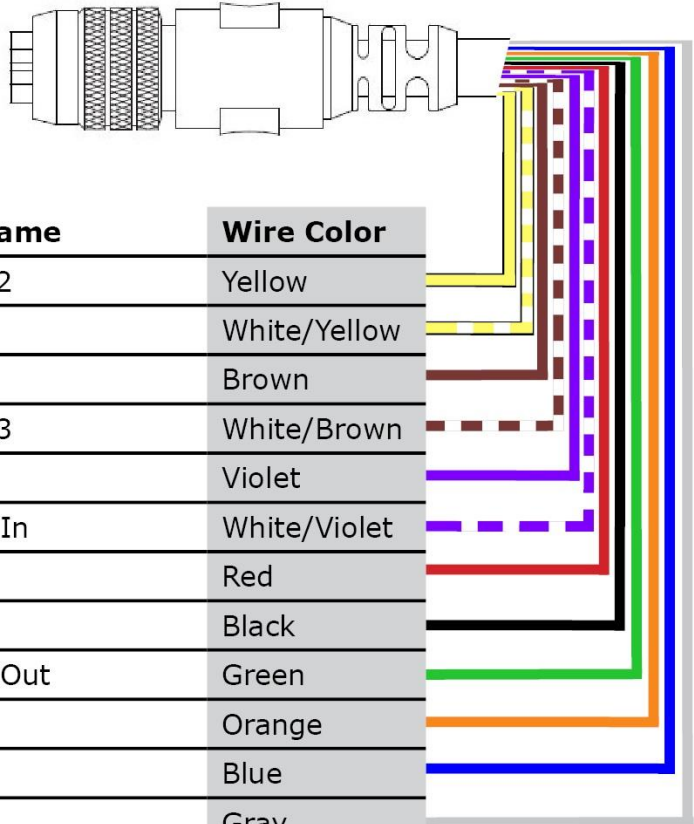 ame Wire Color
2 Yellow
White/Yellow
Brown
3 White/Brown
Violet
In White/Violet
Red
Black
Out Green
Orange
Blue
Gray